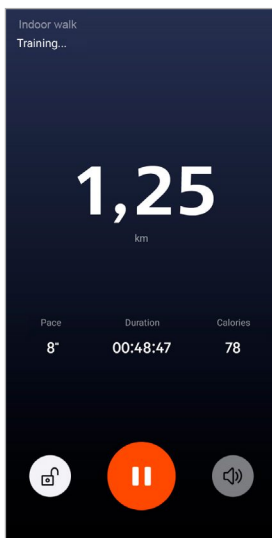 Indoor walk
Training...
1,25
km
Pace Duration Calories
8" 00:48:47 78